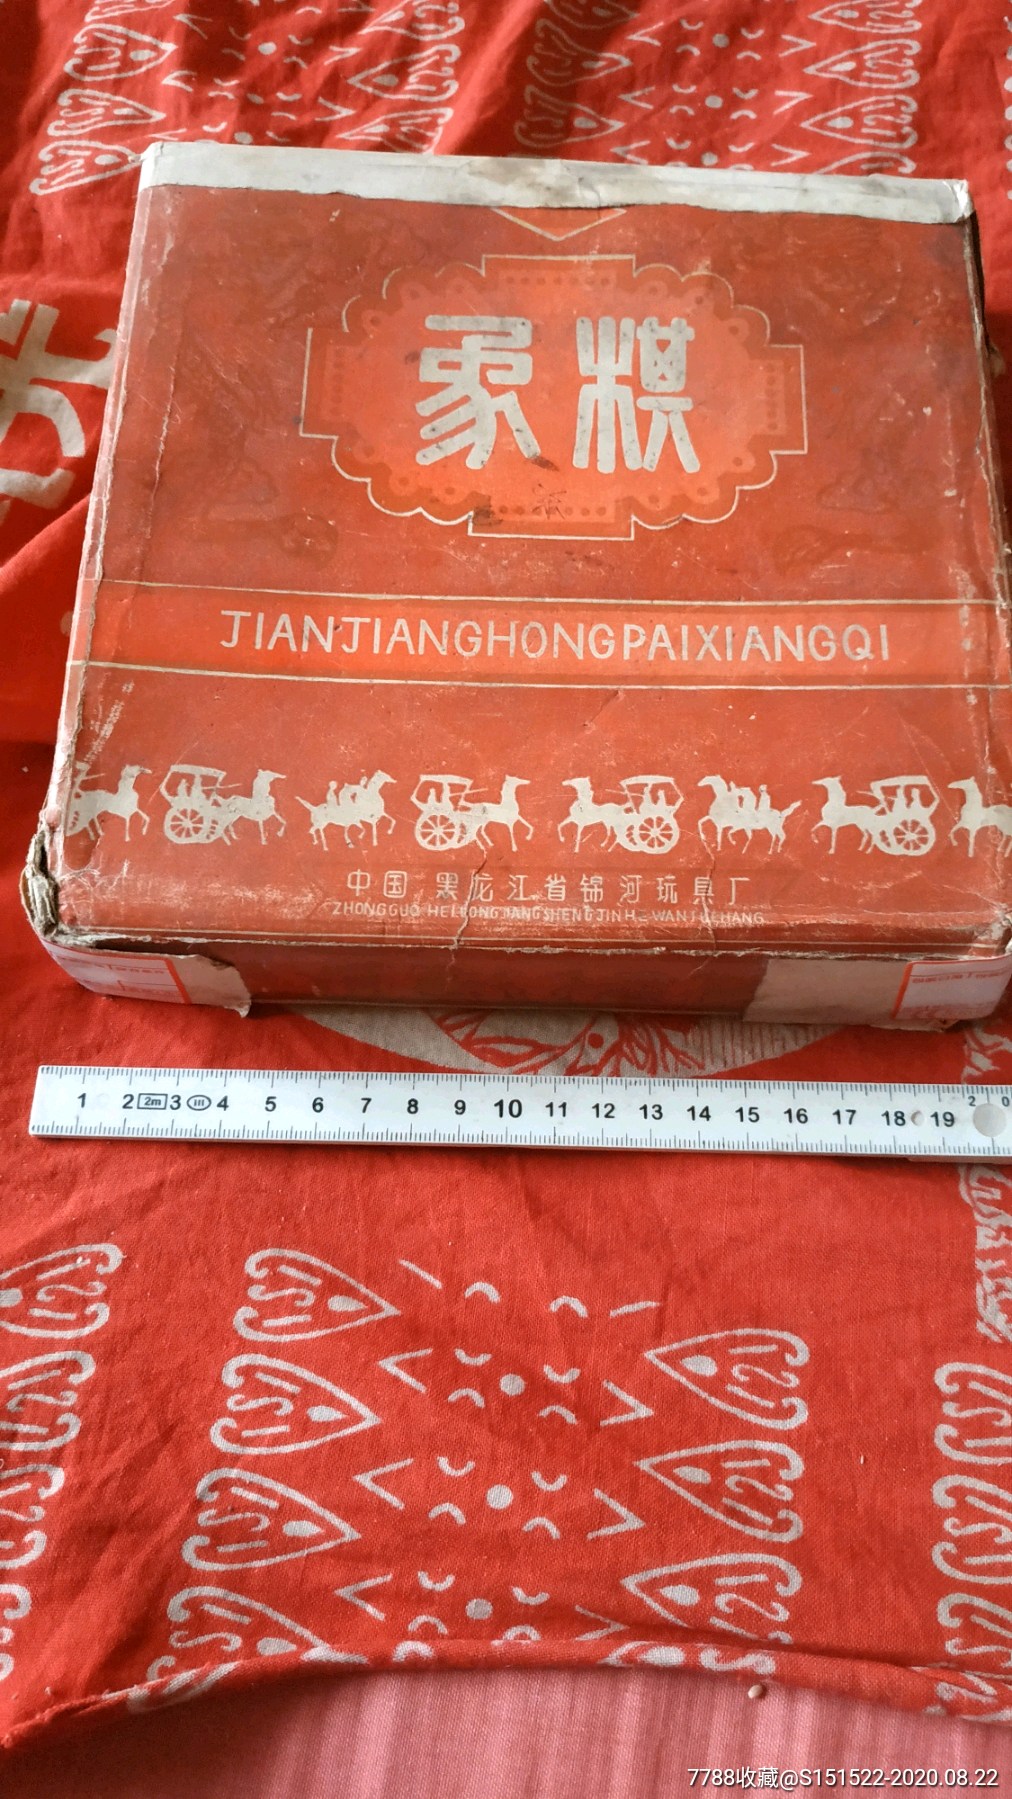 象棋
JIANJIANGHONGPAIXIANGQI
中国 黑龙江省锦河玩具厂
1 2 2m 3 III 4 5 6 7 8 9 10 11 12 13 14 15 16 17 18 19 20
7788收藏@S151522-2020.08.22